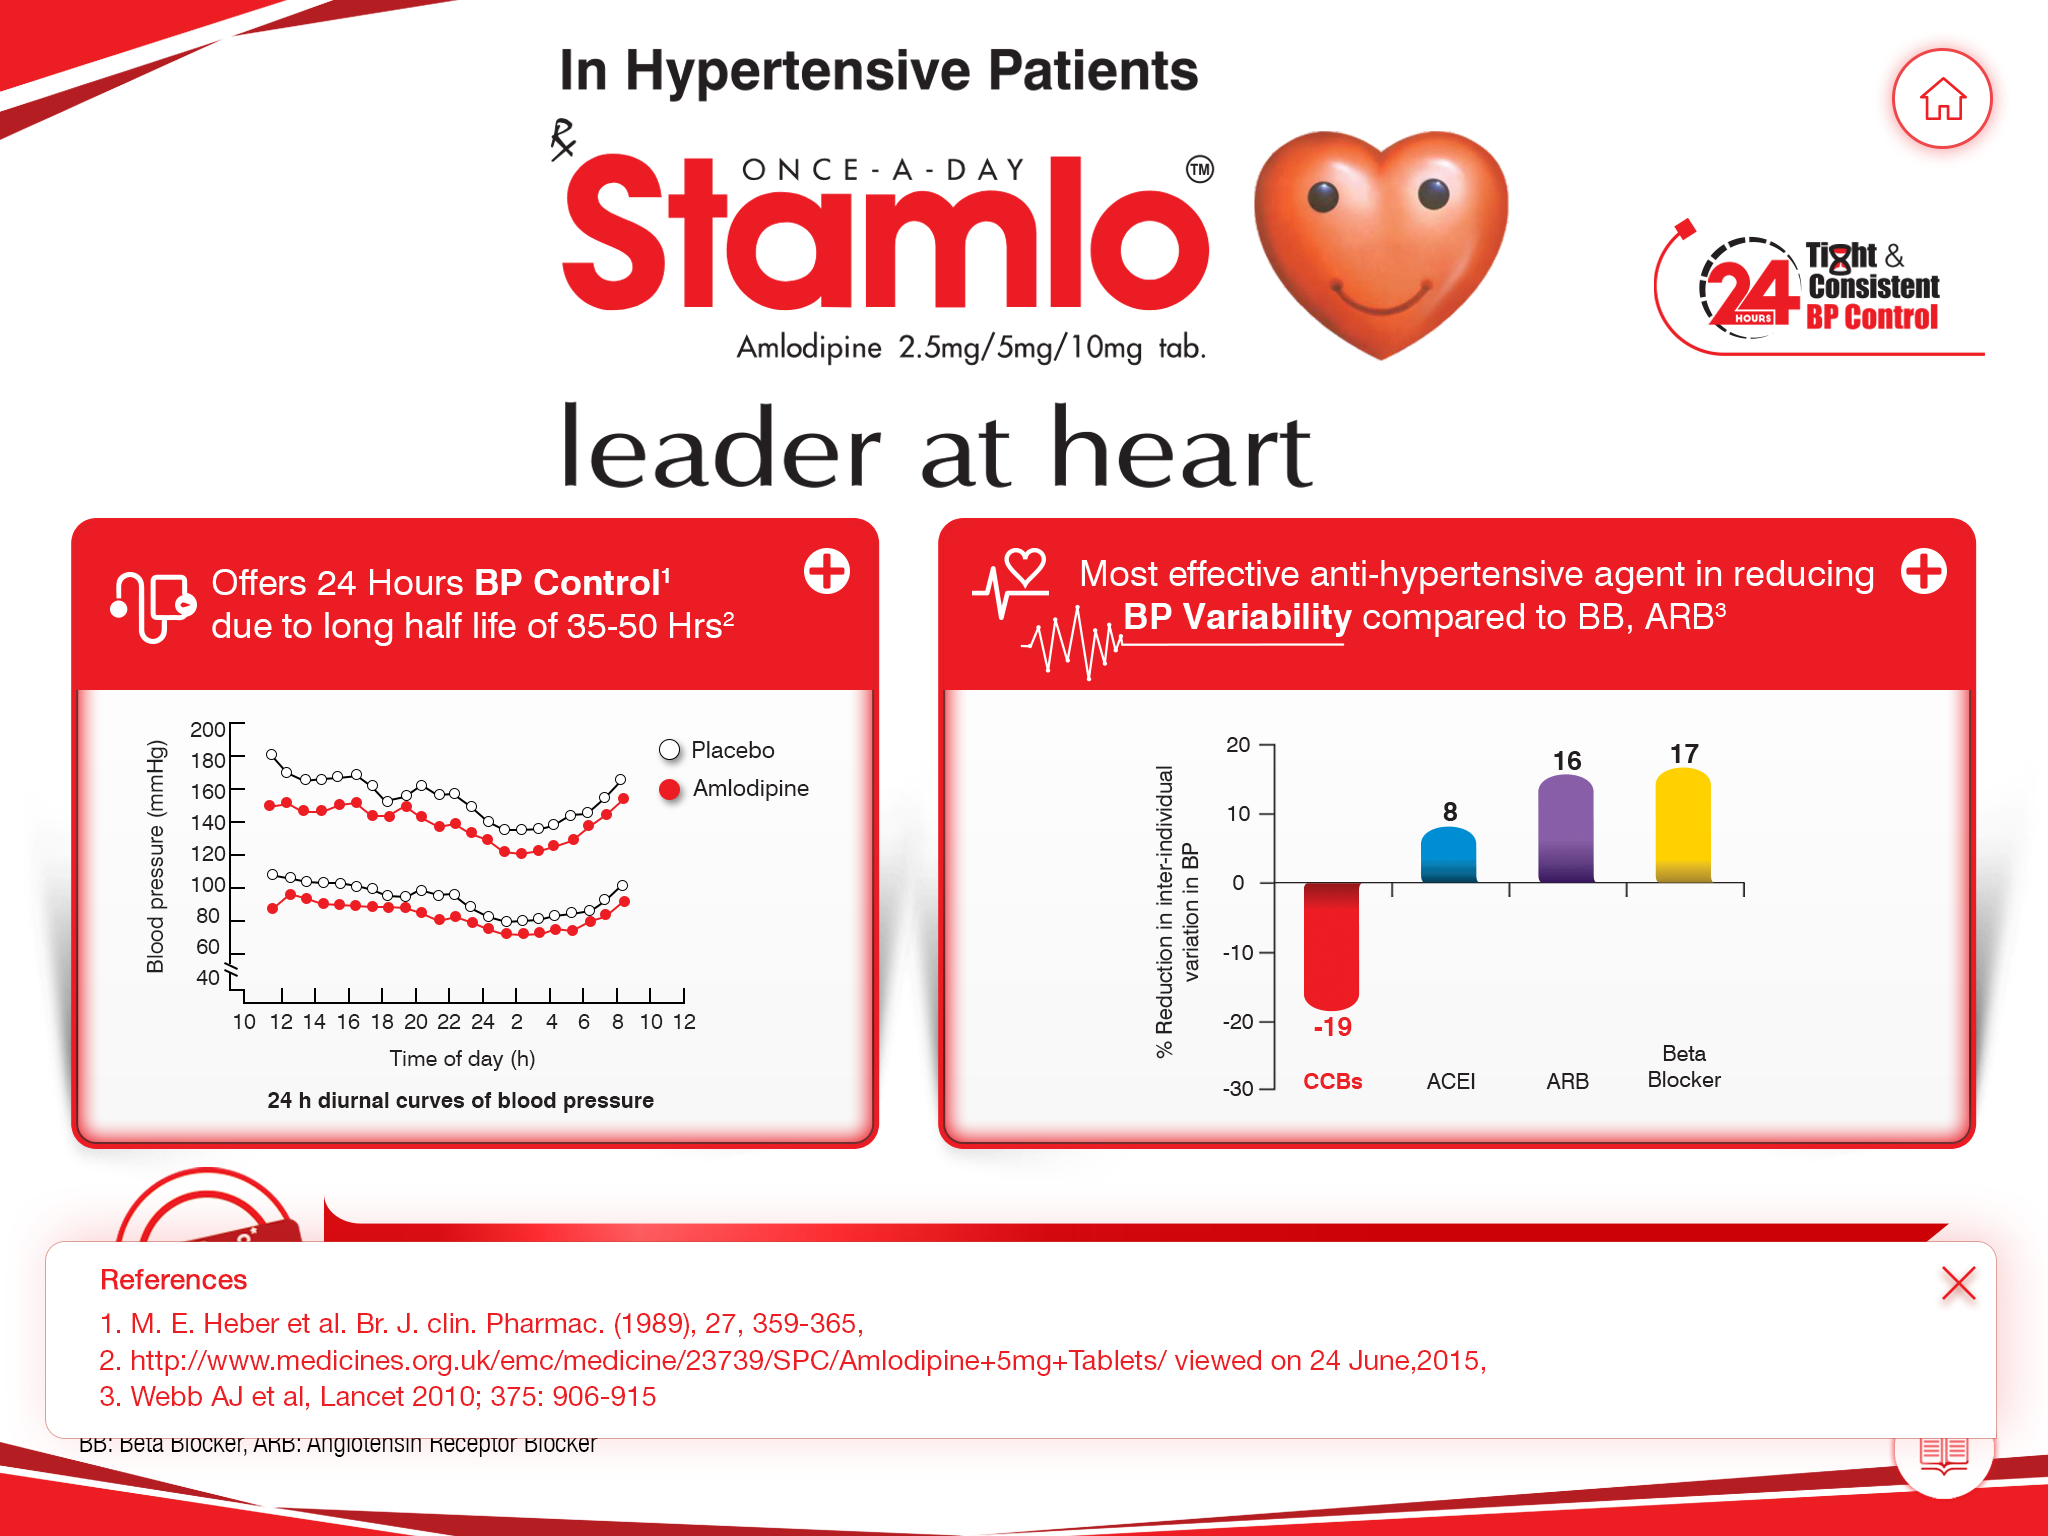 In Hypertensive Patients
℞
ONCE-A-DAY
Stamlo ™
Amlodipine 2.5mg/5mg/10mg tab.
leader at heart
24 HOURS
Tight &
Consistent
BP Control
Offers 24 Hours BP Control¹
due to long half life of 35-50 Hrs²
Blood pressure (mmHg)
200
180
160
140
120
100
80
60
40
Placebo
Amlodipine
10 12 14 16 18 20 22 24 2 4 6 8 10 12
Time of day (h)
24 h diurnal curves of blood pressure
Most effective anti-hypertensive agent in reducing
BP Variability compared to BB, ARB³
% Reduction in inter-individual
variation in BP
20
10
0
-10
-20
-30
-19
8
16
17
CCBs
ACEI
ARB
Beta
Blocker
References
1. M. E. Heber et al. Br. J. clin. Pharmac. (1989), 27, 359-365,
2. http://www.medicines.org.uk/emc/medicine/23739/SPC/Amlodipine+5mg+Tablets/ viewed on 24 June,2015,
3. Webb AJ et al, Lancet 2010; 375: 906-915
BB: Beta Blocker, ARB: Angiotensin Receptor Blocker